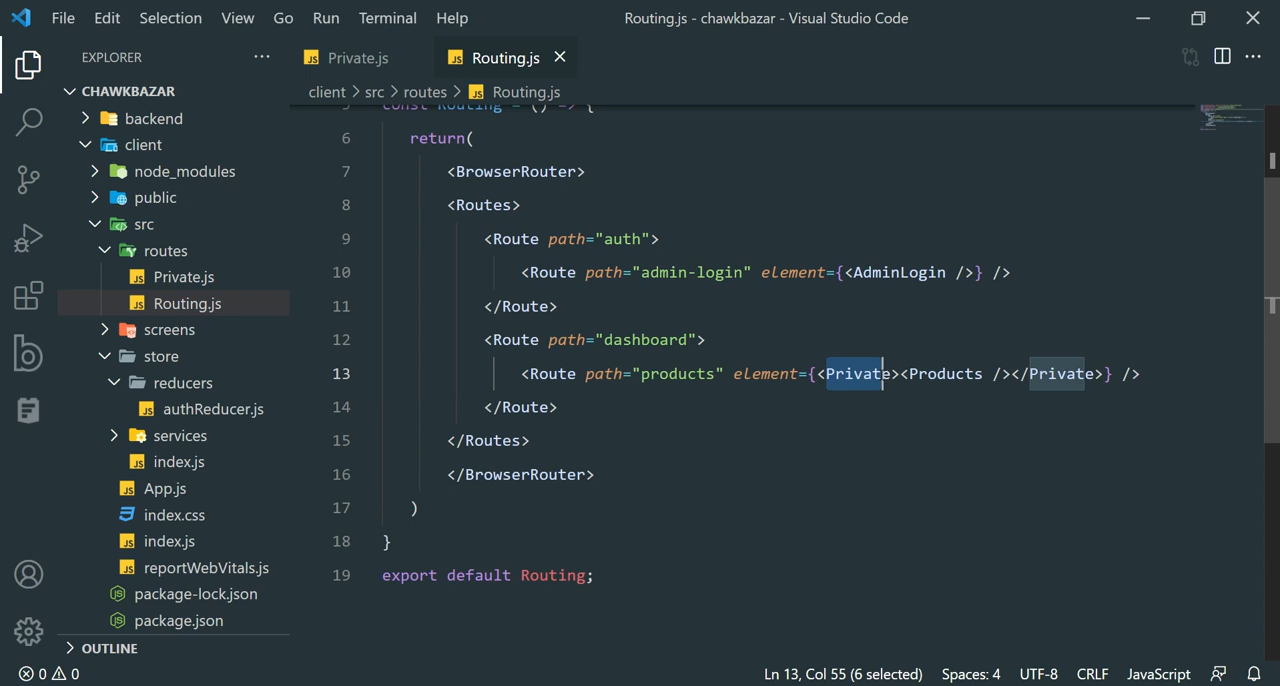 File Edit Selection View Go Run Terminal Help
Routing.js - chawkbazar - Visual Studio Code
EXPLORER ···
CHAWKBAZAR
backend
client
node_modules
public
src
routes
Private.js
Routing.js
screens
store
reducers
authReducer.js
services
index.js
App.js
index.css
index.js
reportWebVitals.js
package-lock.json
package.json
OUTLINE
Private.js Routing.js
client > src > routes > Routing.js
5 const Routing = () => {
6 return(
7 <BrowserRouter>
8 <Routes>
9 <Route path="auth">
10 <Route path="admin-login" element={<AdminLogin />} />
11 </Route>
12 <Route path="dashboard">
13 <Route path="products" element={<Private><Products /></Private>} />
14 </Route>
15 </Routes>
16 </BrowserRouter>
17 )
18 }
19 export default Routing;
0 0 Ln 13, Col 55 (6 selected) Spaces: 4 UTF-8 CRLF JavaScript